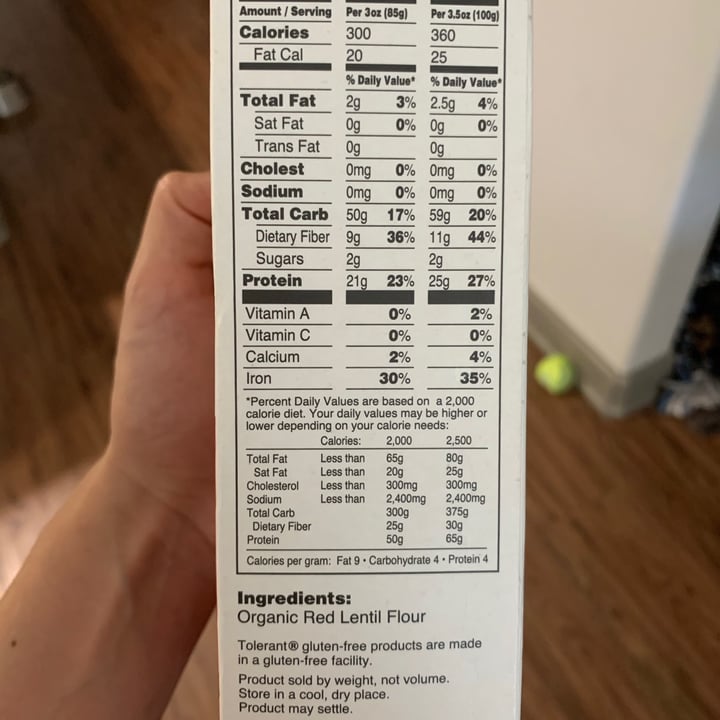 Amount / Serving Per 3oz (85g) Per 3.5oz (100g)
Calories 300 360
Fat Cal 20 25
% Daily Value* % Daily Value*
Total Fat 2g 3% 2.5g 4%
Sat Fat 0g 0% 0g 0%
Trans Fat 0g 0g
Cholest 0mg 0% 0mg 0%
Sodium 0mg 0% 0mg 0%
Total Carb 50g 17% 59g 20%
Dietary Fiber 9g 36% 11g 44%
Sugars 2g 2g
Protein 21g 23% 25g 27%
Vitamin A 0% 2%
Vitamin C 0% 0%
Calcium 2% 4%
Iron 30% 35%
*Percent Daily Values are based on a 2,000
calorie diet. Your daily values may be higher or
lower depending on your calorie needs:
Calories: 2,000 2,500
Total Fat Less than 65g 80g
Sat Fat Less than 20g 25g
Cholesterol Less than 300mg 300mg
Sodium Less than 2,400mg 2,400mg
Total Carb 300g 375g
Dietary Fiber 25g 30g
Protein 50g 65g
Calories per gram: Fat 9 • Carbohydrate 4 • Protein 4
Ingredients:
Organic Red Lentil Flour
Tolerant® gluten-free products are made
in a gluten-free facility.
Product sold by weight, not volume.
Store in a cool, dry place.
Product may settle.